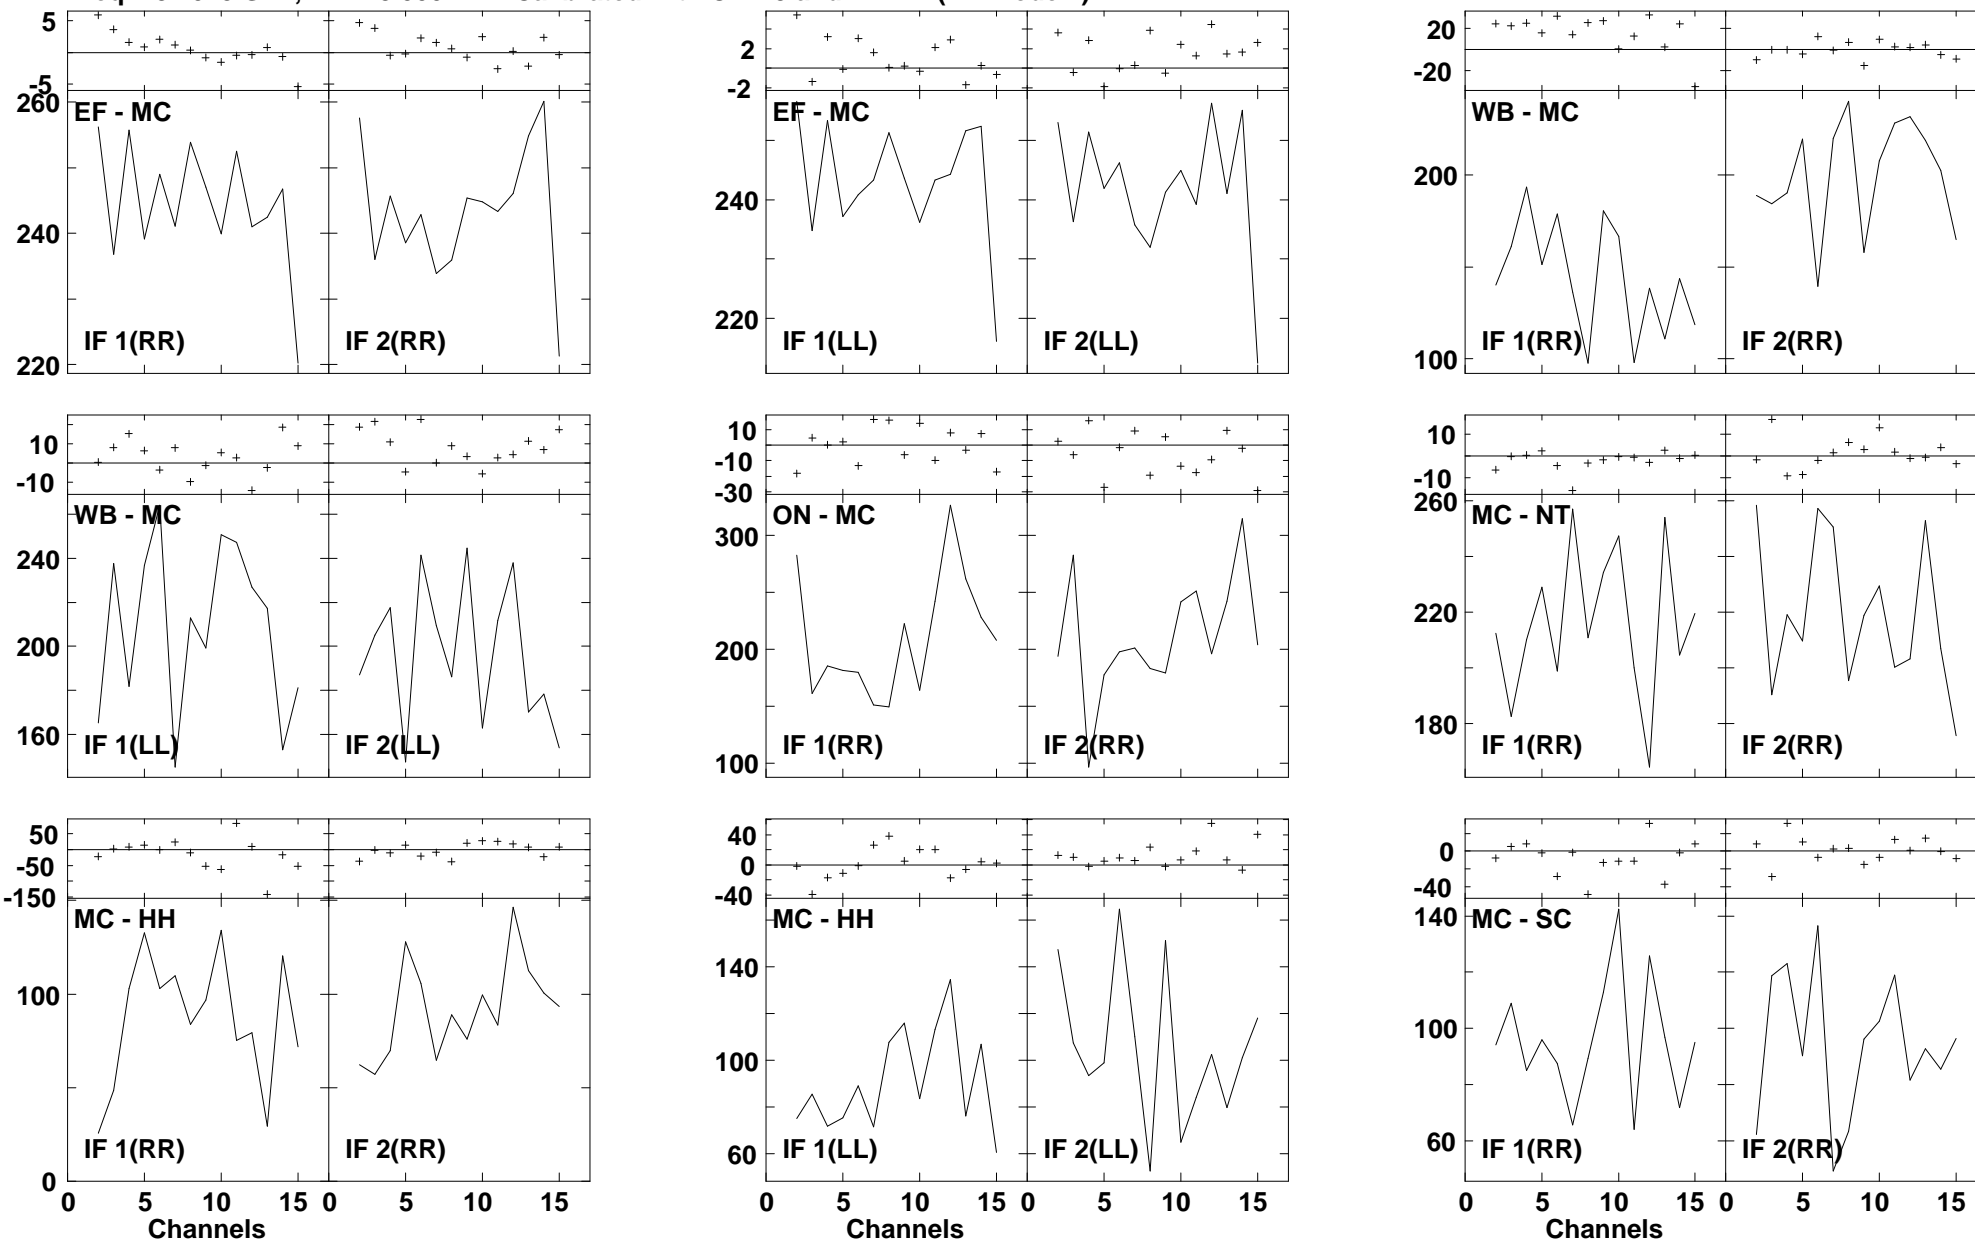 5
-5
2
-2
20
-20
EF - MC
EF - MC
WB - MC
260
240
220
240
220
200
100
IF 1(RR)
IF 2(RR)
IF 1(LL)
IF 2(LL)
IF 1(RR)
IF 2(RR)
10
-10
10
-10
-30
10
-10
WB - MC
ON - MC
MC - NT
240
200
160
300
200
100
260
220
180
IF 1(LL)
IF 2(LL)
IF 1(RR)
IF 2(RR)
IF 1(RR)
IF 2(RR)
50
-50
-150
40
0
-40
0
-40
MC - HH
MC - HH
MC - SC
100
0
140
100
60
140
100
60
IF 1(RR)
IF 2(RR)
IF 1(LL)
IF 2(LL)
IF 1(RR)
IF 2(RR)
0 5 10 15 0 5 10 15
0 5 10 15 0 5 10 15
0 5 10 15 0 5 10 15
Channels
Channels
Channels